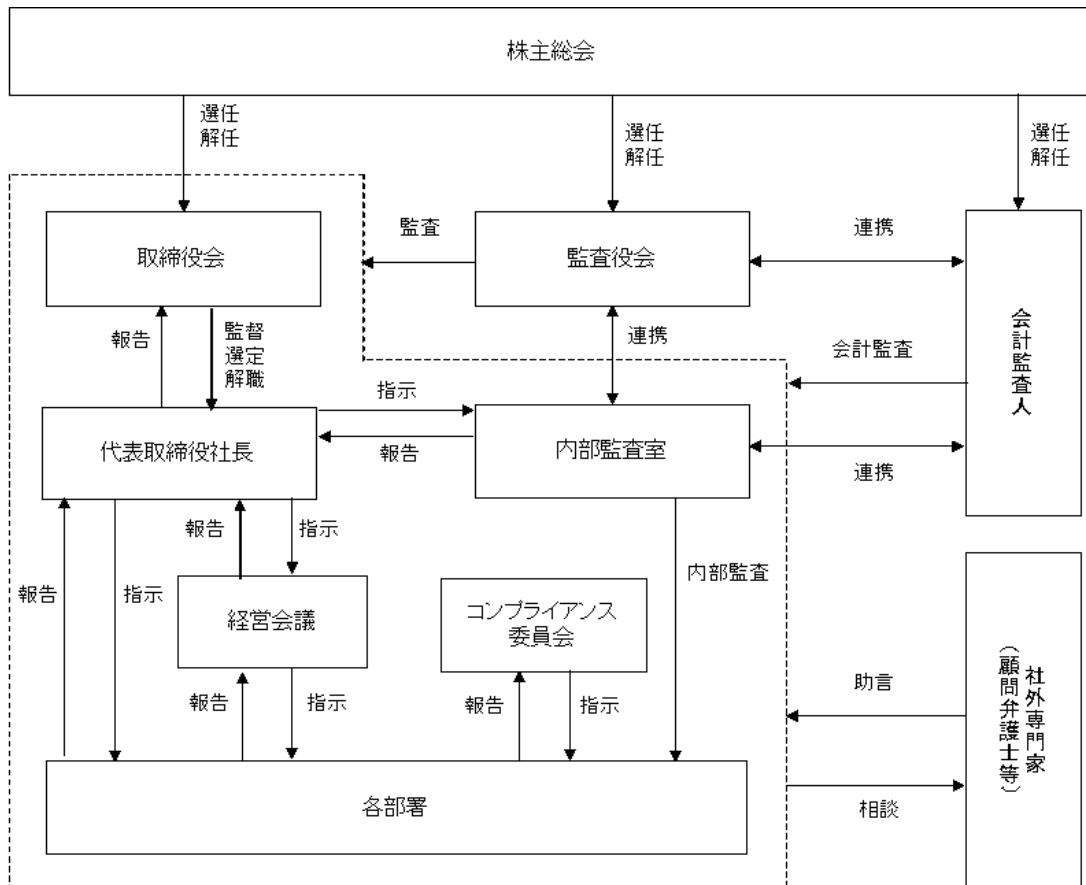 株主総会
選任
解任
選任
解任
選任
解任
取締役会
監査
監査役会
連携
会計監査人
報告
監督
選定
解職
連携
会計監査
代表取締役社長
指示
報告
内部監査室
連携
報告
指示
報告
指示
内部監査
経営会議
コンプライアンス
委員会
報告
指示
報告
指示
助言
社外専門家
（顧問弁護士等）
各部署
相談